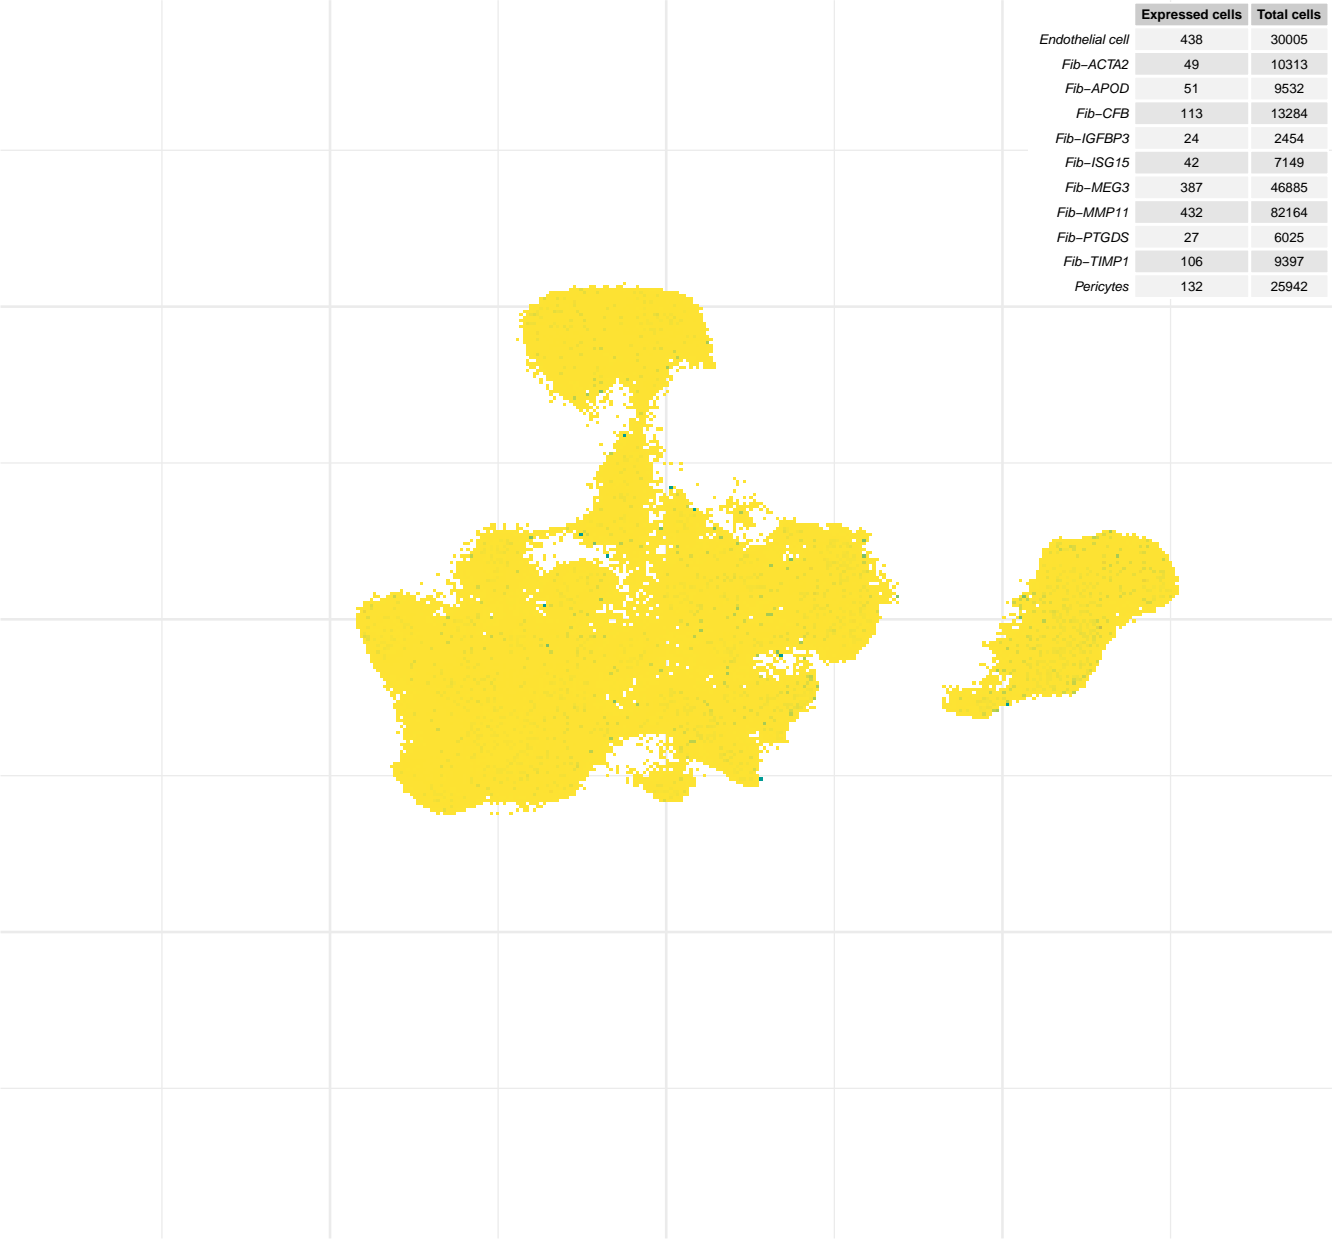 Expressed cells Total cells
Endothelial cell 438 30005
Fib−ACTA2 49 10313
Fib−APOD 51 9532
Fib−CFB 113 13284
Fib−IGFBP3 24 2454
Fib−ISG15 42 7149
Fib−MEG3 387 46885
Fib−MMP11 432 82164
Fib−PTGDS 27 6025
Fib−TIMP1 106 9397
Pericytes 132 25942